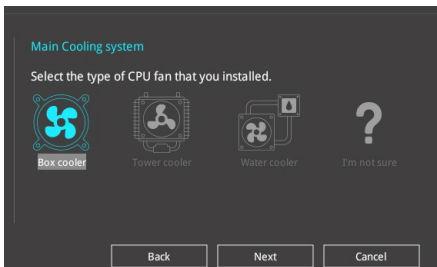 Main Cooling system
Select the type of CPU fan that you installed.
Box cooler
Tower cooler
Water cooler
I'm not sure
Back
Next
Cancel